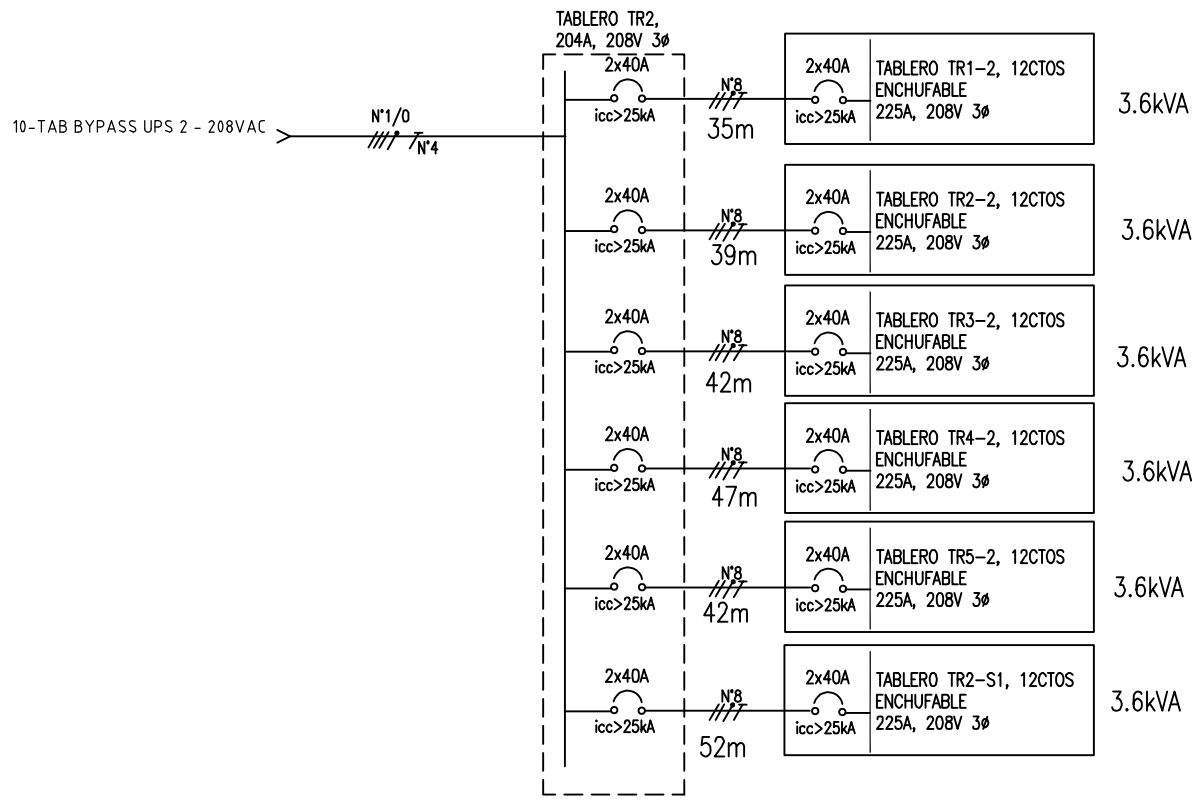 TABLERO TR2,
204A, 208V 3ø
10-TAB BYPASS UPS 2 - 208VAC
N°1/0
N°4
2x40A
icc>25kA
N°8
35m
2x40A
icc>25kA
TABLERO TR1-2, 12CTOS
ENCHUFABLE
225A, 208V 3ø
3.6kVA
2x40A
icc>25kA
N°8
39m
2x40A
icc>25kA
TABLERO TR2-2, 12CTOS
ENCHUFABLE
225A, 208V 3ø
3.6kVA
2x40A
icc>25kA
N°8
42m
2x40A
icc>25kA
TABLERO TR3-2, 12CTOS
ENCHUFABLE
225A, 208V 3ø
3.6kVA
2x40A
icc>25kA
N°8
47m
2x40A
icc>25kA
TABLERO TR4-2, 12CTOS
ENCHUFABLE
225A, 208V 3ø
3.6kVA
2x40A
icc>25kA
N°8
42m
2x40A
icc>25kA
TABLERO TR5-2, 12CTOS
ENCHUFABLE
225A, 208V 3ø
3.6kVA
2x40A
icc>25kA
N°8
52m
2x40A
icc>25kA
TABLERO TR2-S1, 12CTOS
ENCHUFABLE
225A, 208V 3ø
3.6kVA